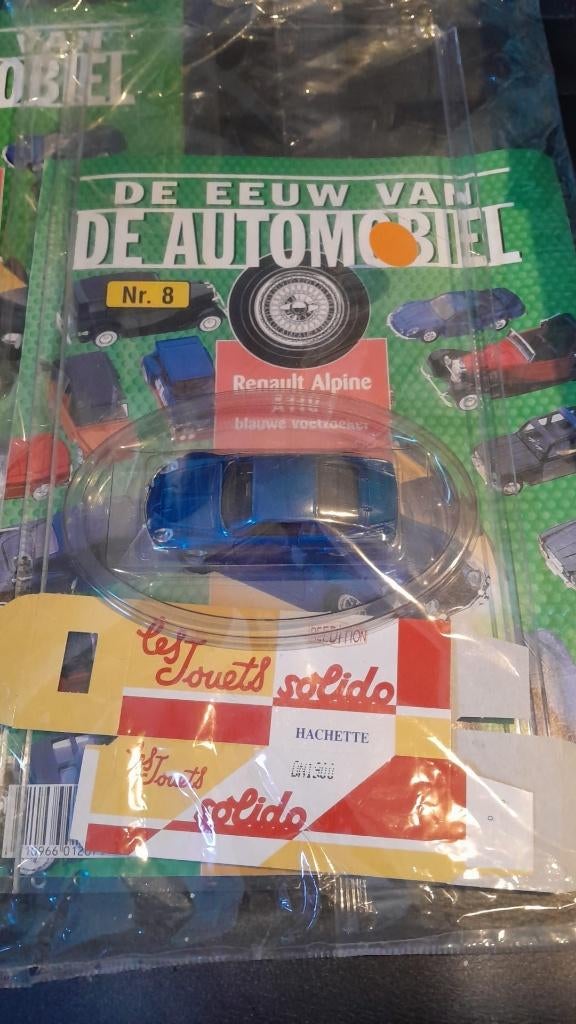 VAN
OBIEL
DE EEUW VAN
DE AUTOMOBIEL
Nr. 8
Renault Alpine
A110
blauwe voetzoeker
Les Jouets
REEDITION
solido
HACHETTE
Les Jouets
solido